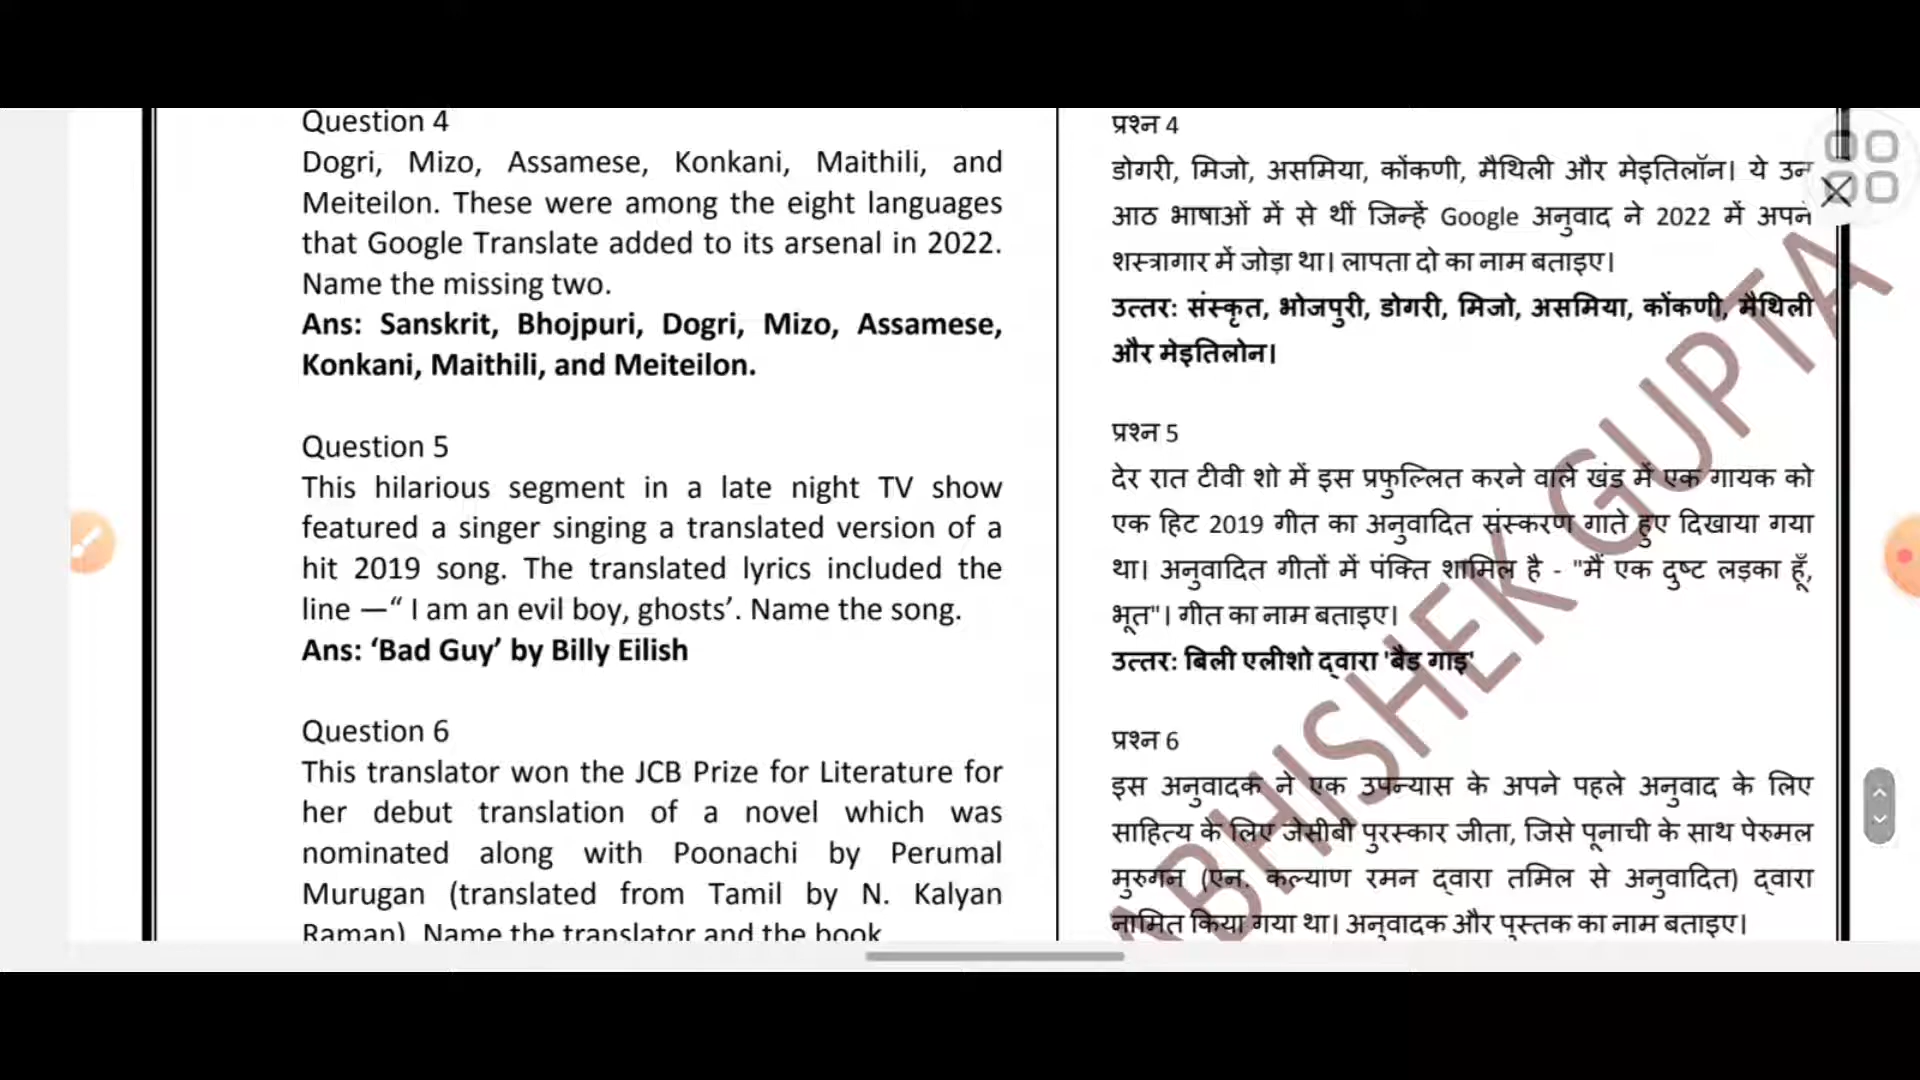 Question 4
Dogri, Mizo, Assamese, Konkani, Maithili, and
Meiteilon. These were among the eight languages
that Google Translate added to its arsenal in 2022.
Name the missing two.
Ans: Sanskrit, Bhojpuri, Dogri, Mizo, Assamese,
Konkani, Maithili, and Meiteilon.
Question 5
This hilarious segment in a late night TV show
featured a singer singing a translated version of a
hit 2019 song. The translated lyrics included the
line —“ I am an evil boy, ghosts’. Name the song.
Ans: ‘Bad Guy’ by Billy Eilish
Question 6
This translator won the JCB Prize for Literature for
her debut translation of a novel which was
nominated along with Poonachi by Perumal
Murugan (translated from Tamil by N. Kalyan
Raman). Name the translator and the book
प्रश्न 4
डोगरी, मिजो, असमिया, कोंकणी, मैथिली और मेइतिलॉन। ये उन
आठ भाषाओं में से थीं जिन्हें Google अनुवाद ने 2022 में अपने
शस्त्रागार में जोड़ा था। लापता दो का नाम बताइए।
उत्तर: संस्कृत, भोजपुरी, डोगरी, मिजो, असमिया, कोंकणी, मैथिली
और मेइतिलोन।
प्रश्न 5
देर रात टीवी शो में इस प्रफुल्लित करने वाले खंड में एक गायक को
एक हिट 2019 गीत का अनुवादित संस्करण गाते हुए दिखाया गया
था। अनुवादित गीतों में पंक्ति शामिल है - "मैं एक दुष्ट लड़का हूँ,
भूत"। गीत का नाम बताइए।
उत्तर: बिली एलीशो द्वारा 'बैड गाइ'
प्रश्न 6
इस अनुवादक ने एक उपन्यास के अपने पहले अनुवाद के लिए
साहित्य के लिए जेसीबी पुरस्कार जीता, जिसे पूनाची के साथ पेरुमल
मुरुगन (एन. कल्याण रमन द्वारा तमिल से अनुवादित) द्वारा
नामित किया गया था। अनुवादक और पुस्तक का नाम बताइए।
ABHISHEK GUPTA